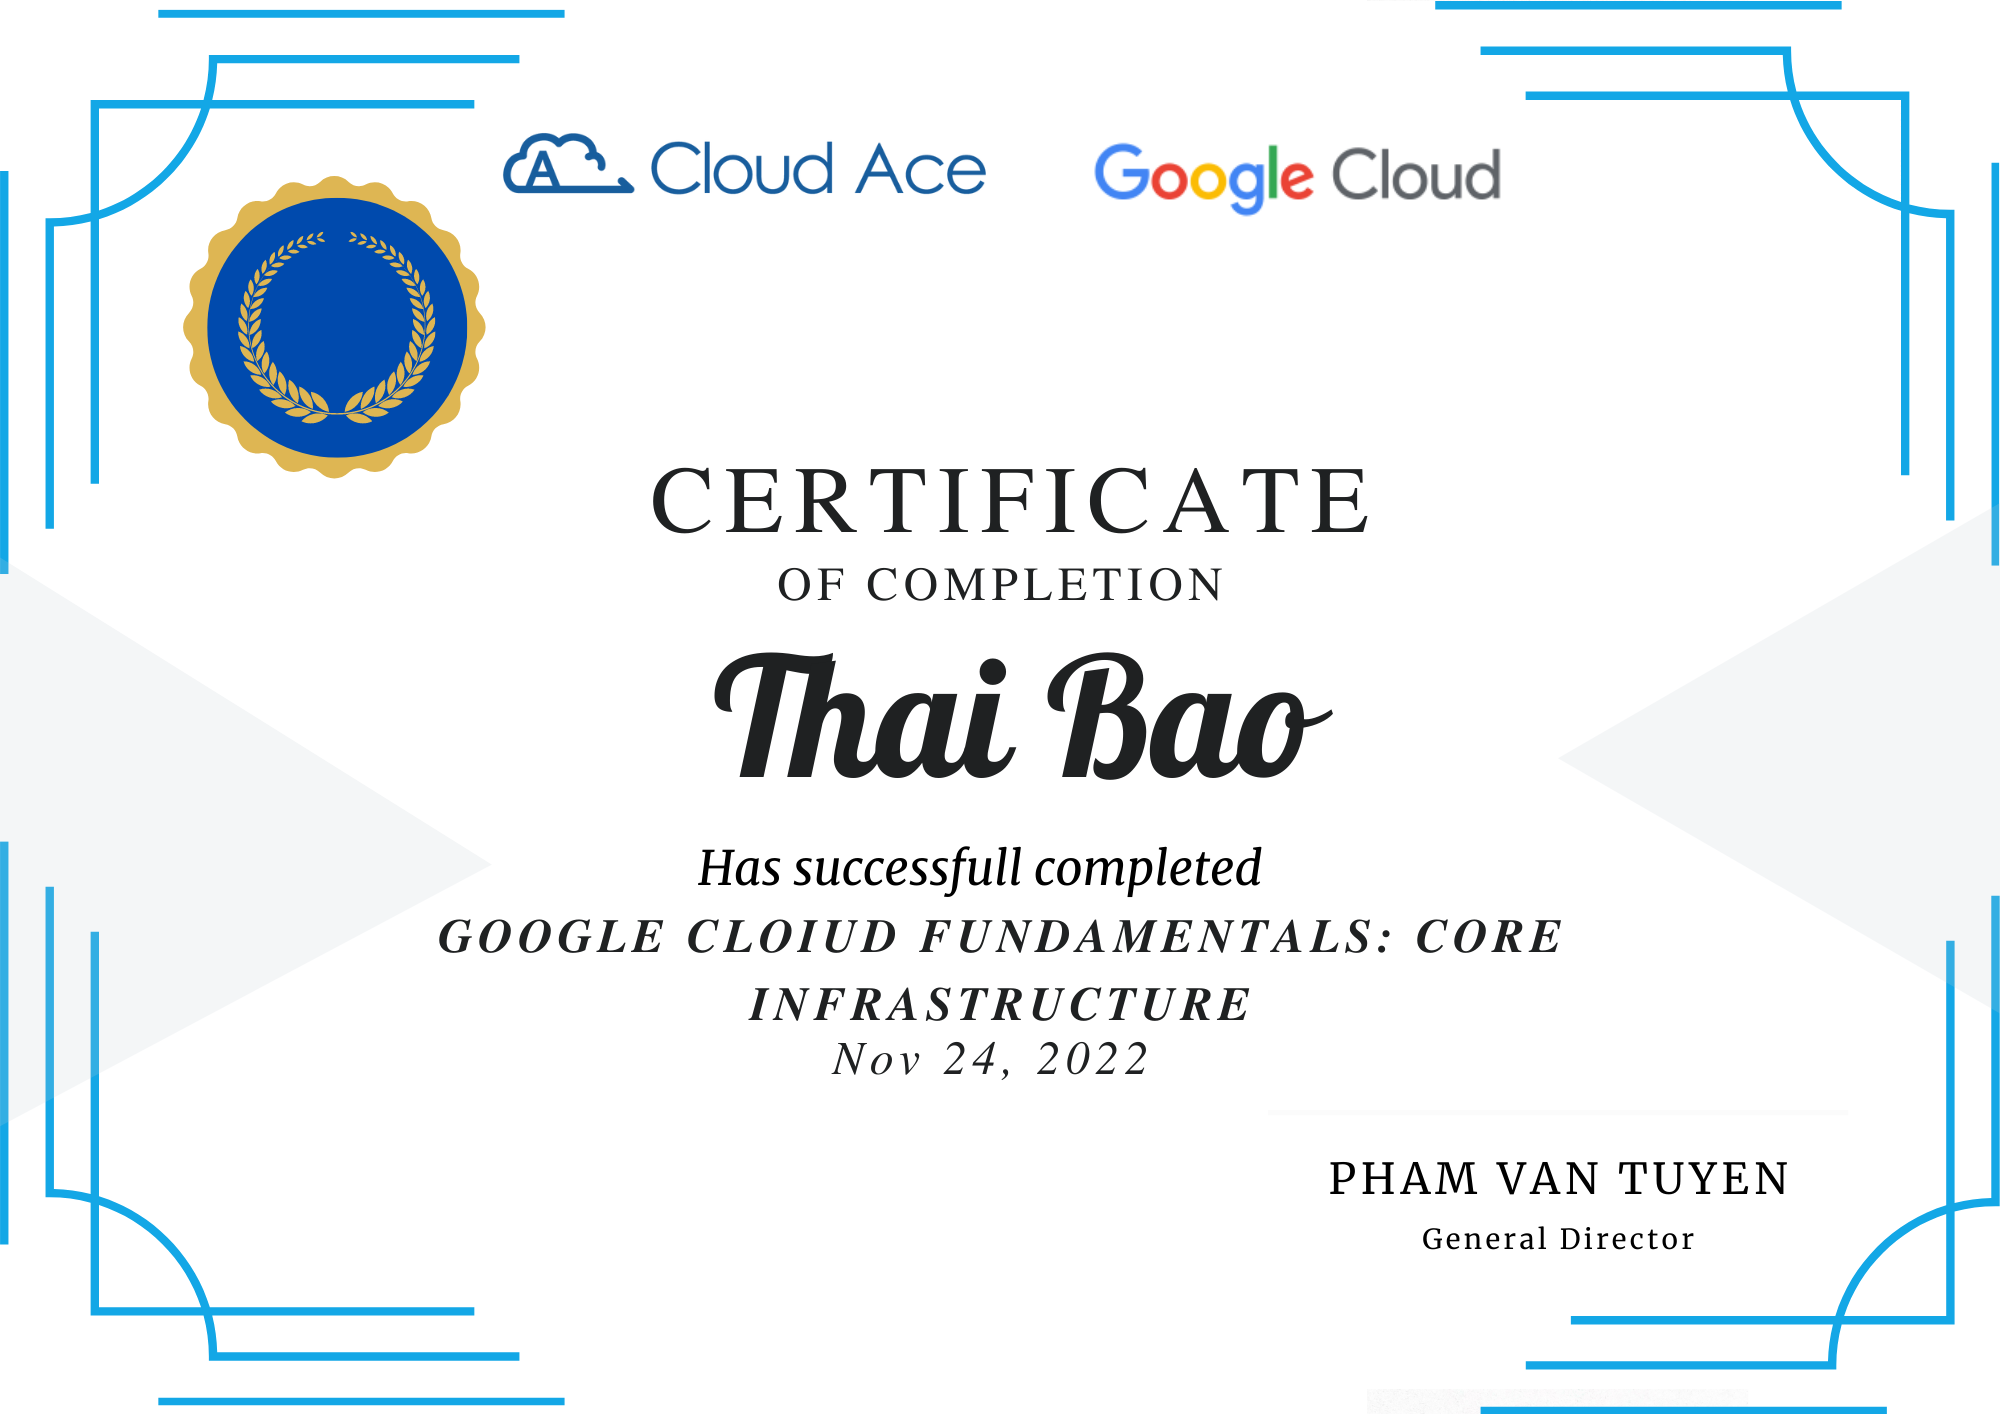 Cloud Ace
Google Cloud
CERTIFICATE
OF COMPLETION
Thai Bao
Has successfull completed
GOOGLE CLOIUD FUNDAMENTALS: CORE
INFRASTRUCTURE
Nov 24, 2022
PHAM VAN TUYEN
General Director